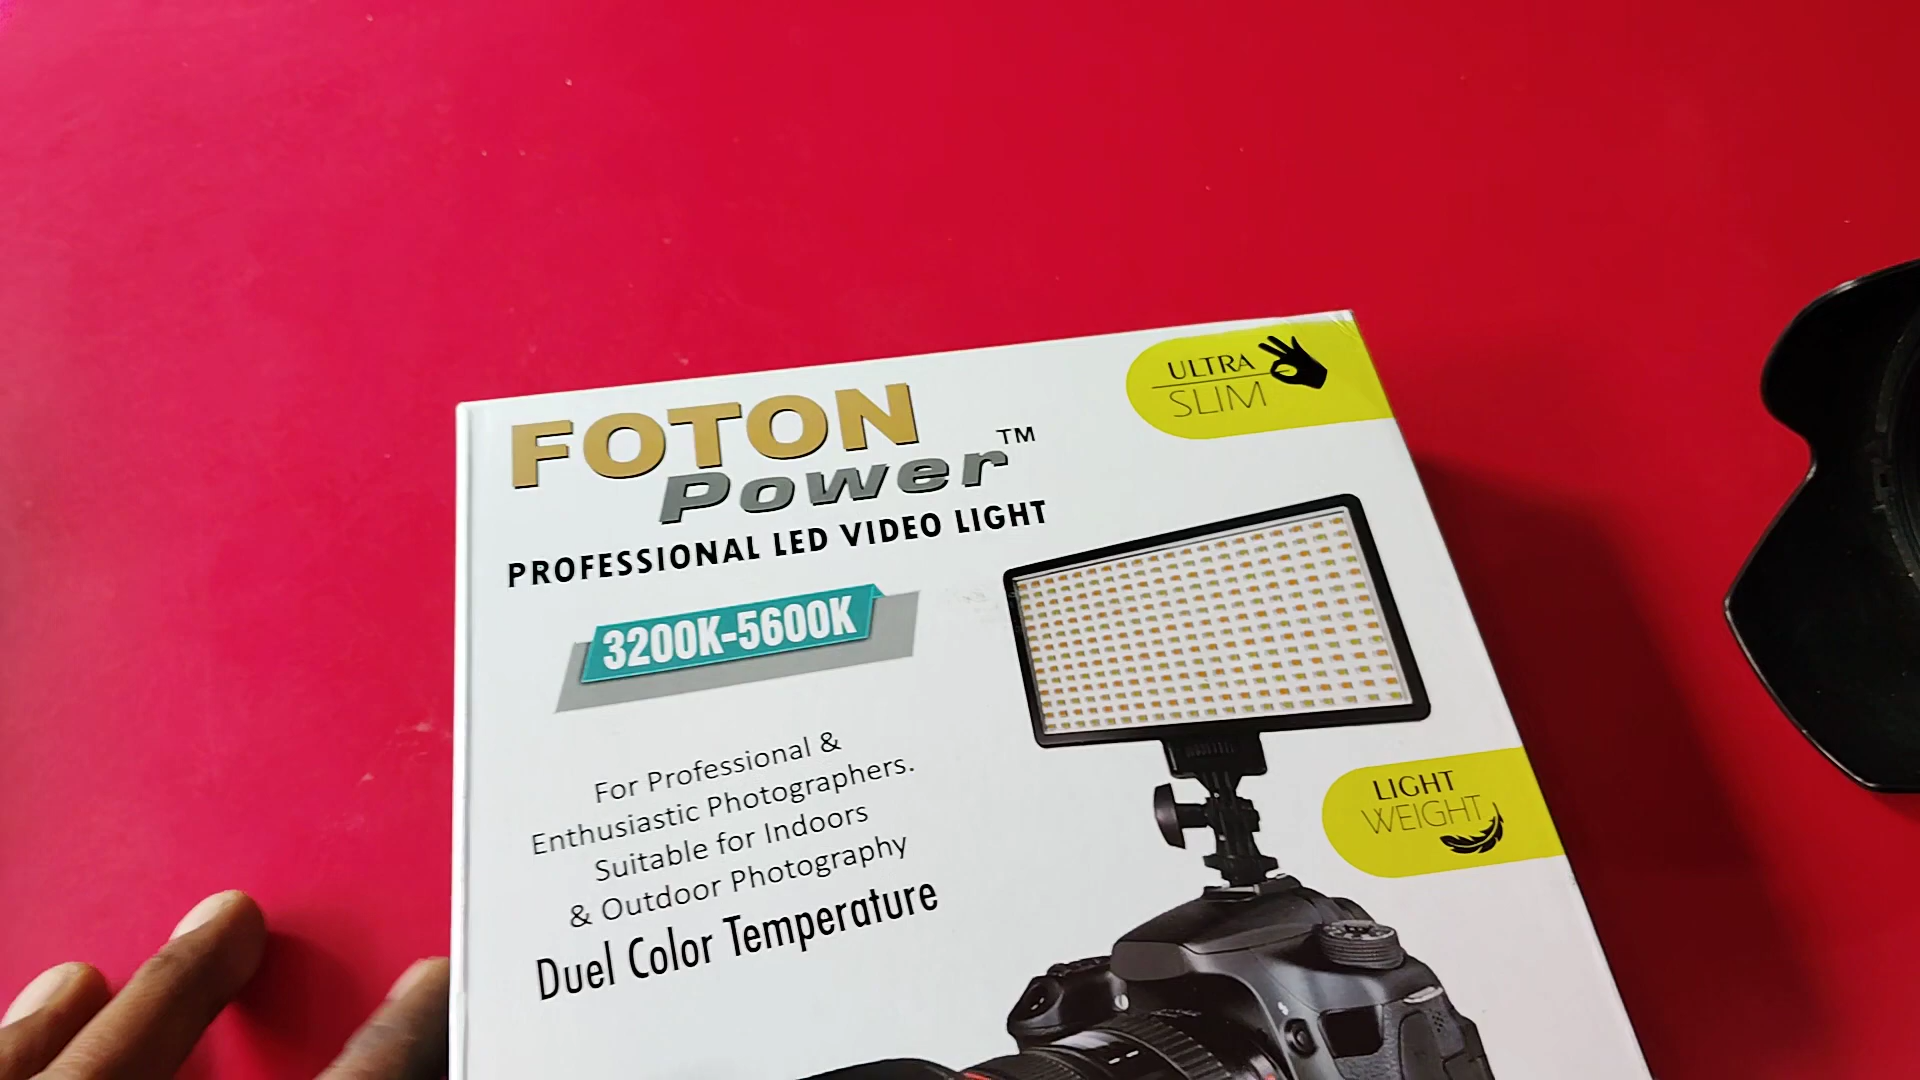 FOTON
Power™
PROFESSIONAL LED VIDEO LIGHT
ULTRA
SLIM
3200K-5600K
For Professional &
Enthusiastic Photographers.
Suitable for Indoors
& Outdoor Photography
Duel Color Temperature
LIGHT
WEIGHT